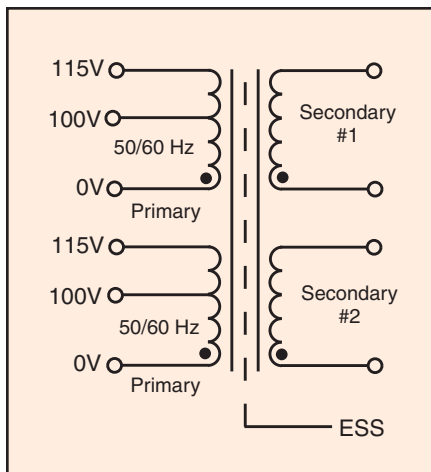 115V
100V
50/60 Hz
0V
Primary
Secondary
#1
115V
100V
50/60 Hz
0V
Primary
Secondary
#2
ESS